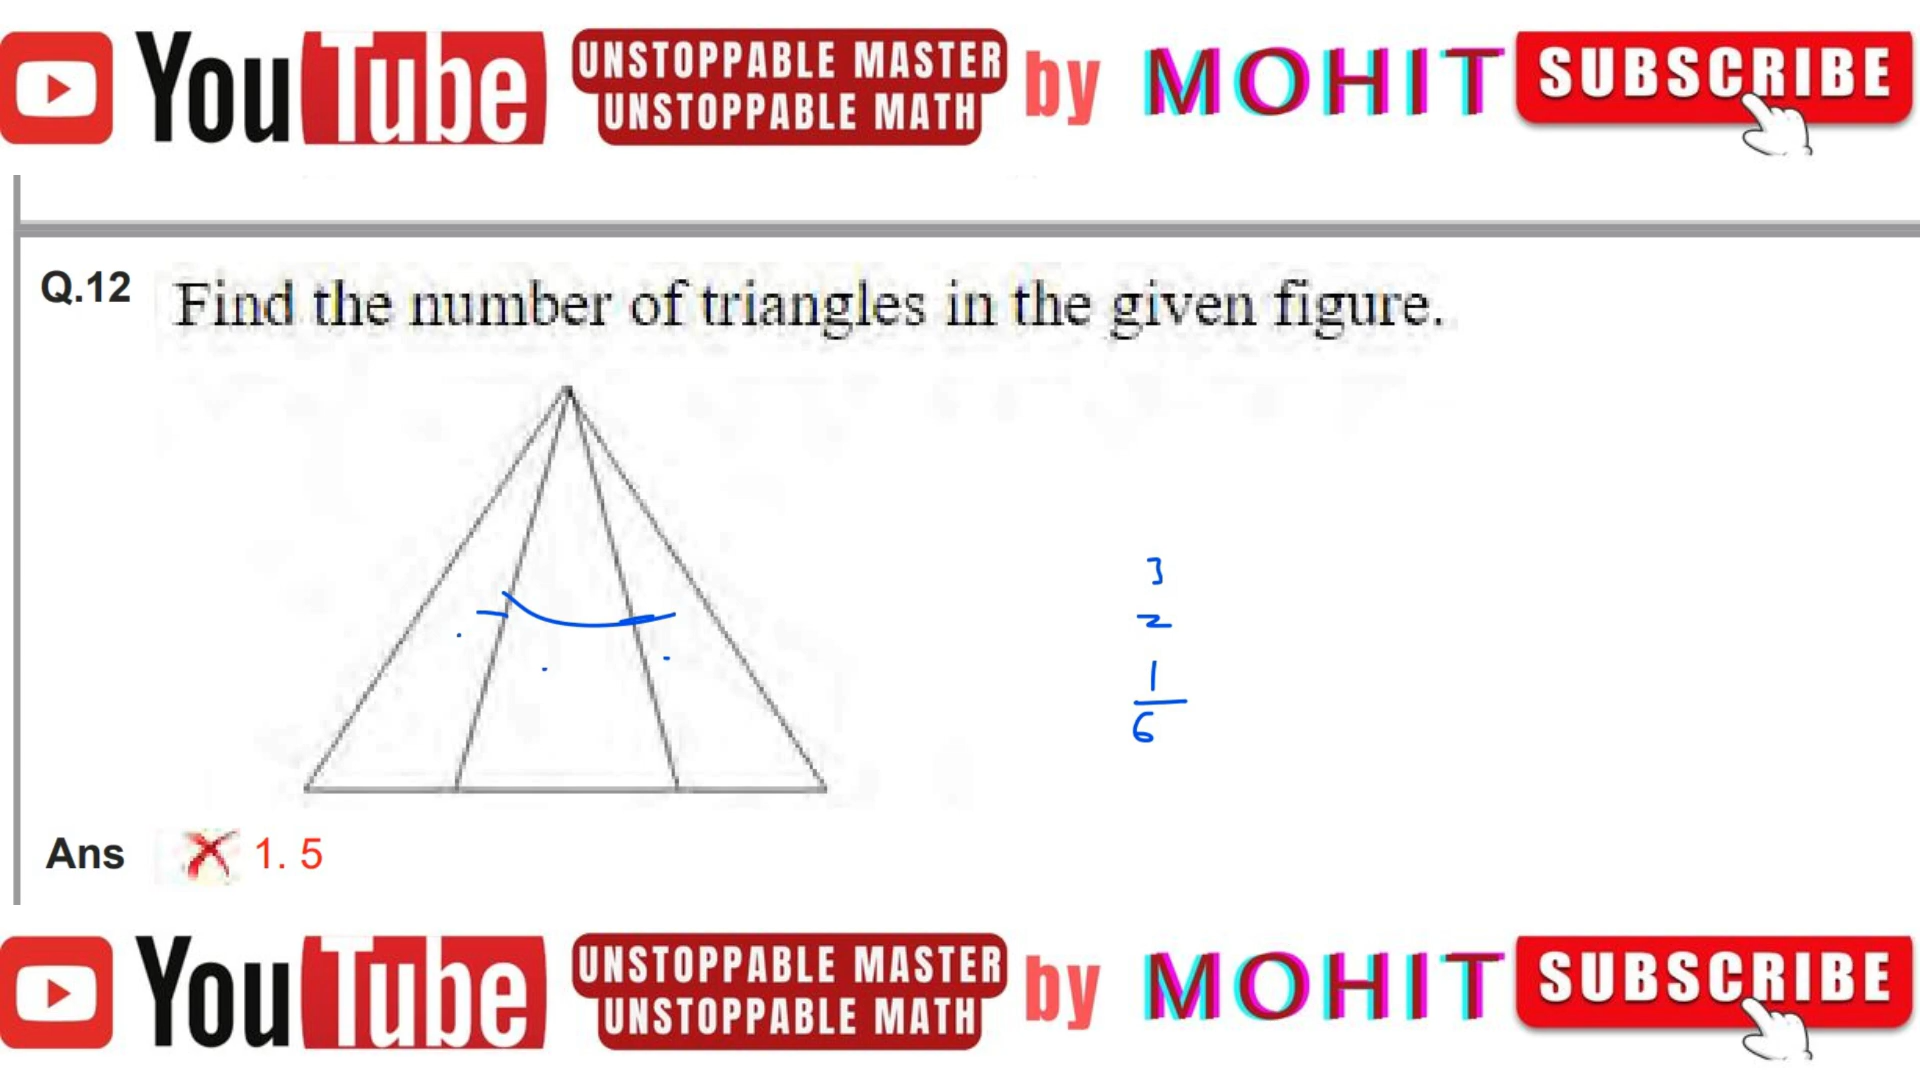 YouTube UNSTOPPABLE MASTER by MOHIT SUBSCRIBE
UNSTOPPABLE MATH
Q.12 Find the number of triangles in the given figure.
3
2
1
6
Ans 1. 5
YouTube UNSTOPPABLE MASTER by MOHIT SUBSCRIBE
UNSTOPPABLE MATH